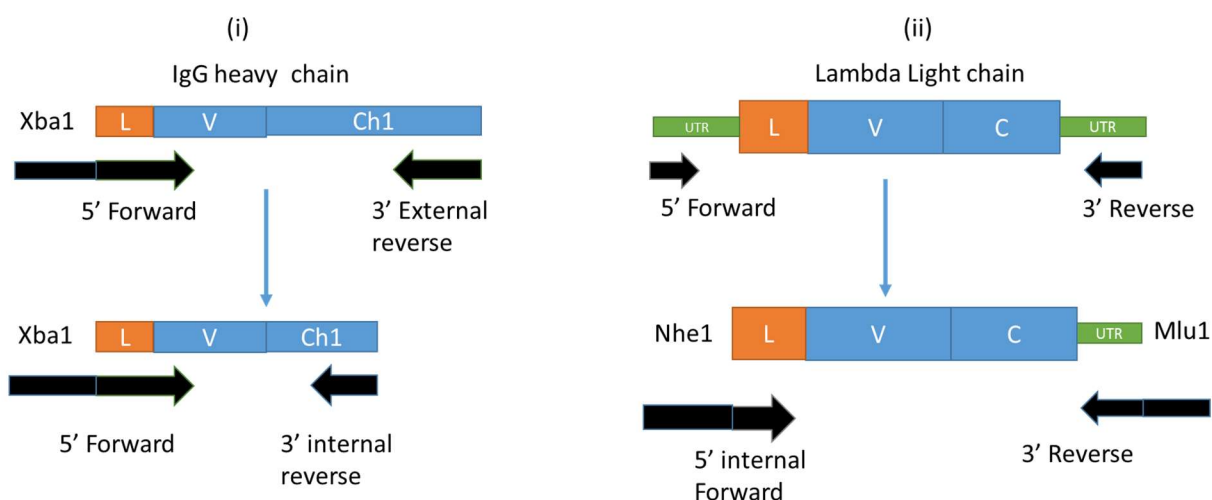 (i)
IgG heavy chain
Xba1
L
V
Ch1
5' Forward
3' External
reverse
Xba1
L
V
Ch1
5' Forward
3' internal
reverse
(ii)
Lambda Light chain
UTR
L
V
C
UTR
5' Forward
3' Reverse
Nhe1
L
V
C
UTR
Mlu1
5' internal
Forward
3' Reverse